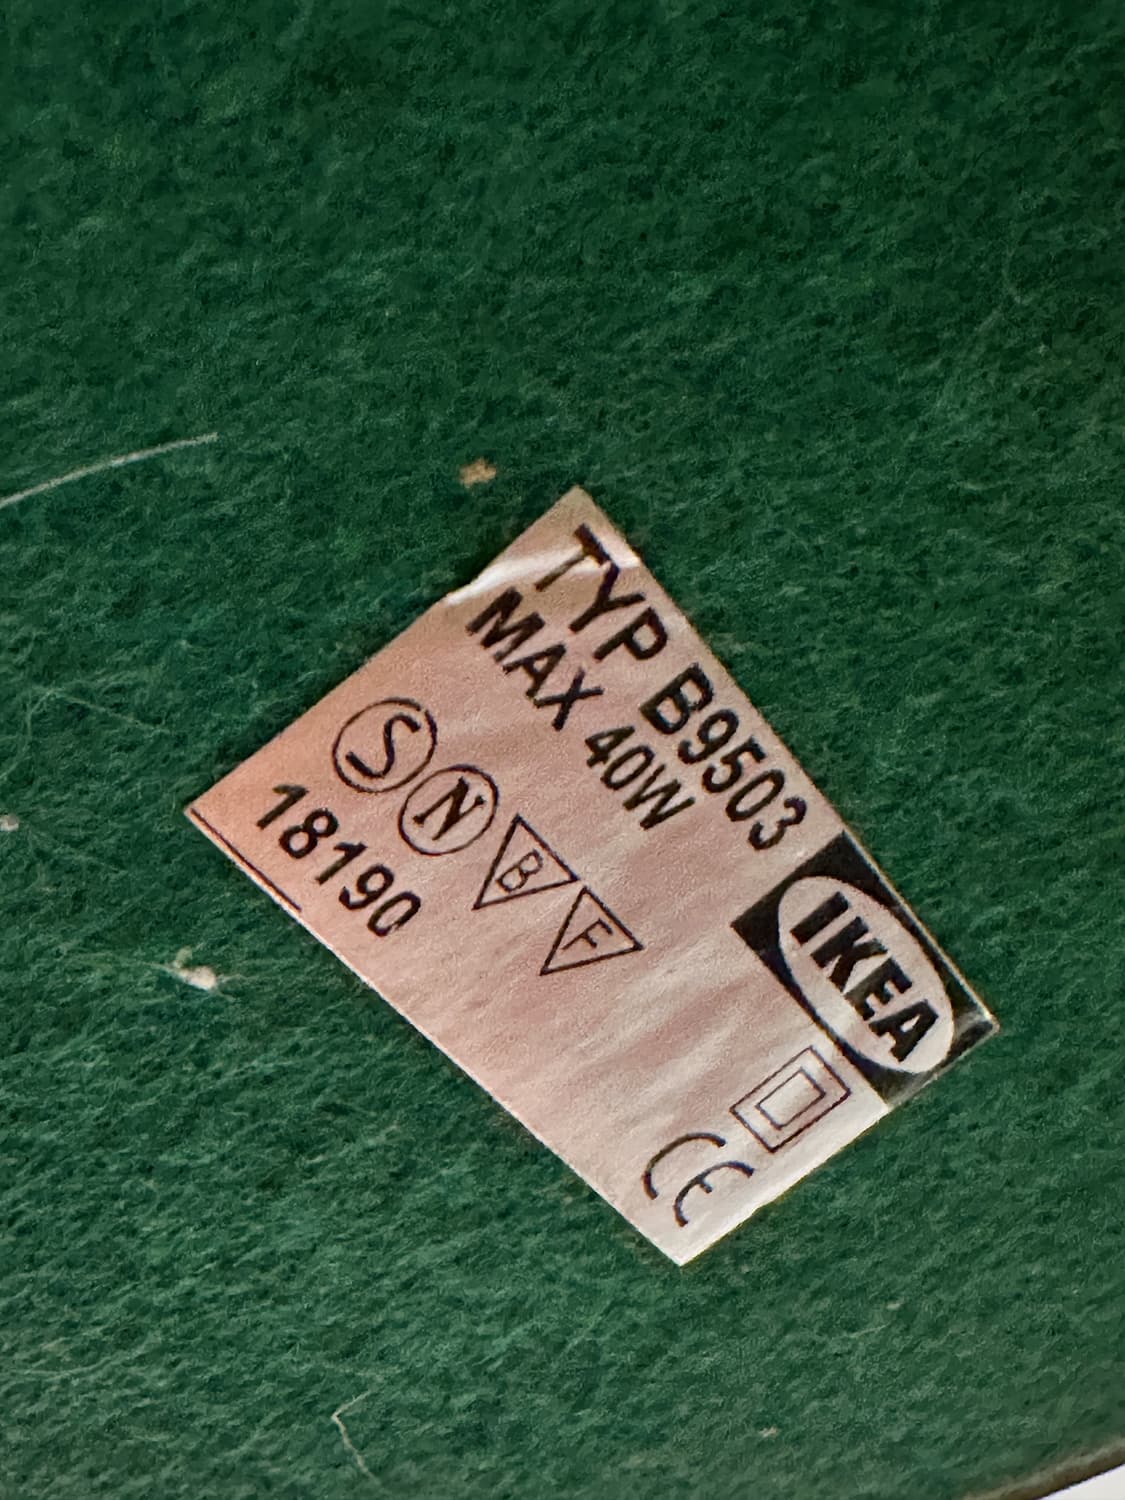 TYP B9503
MAX 40W
IKEA
S N B F
18190
CE